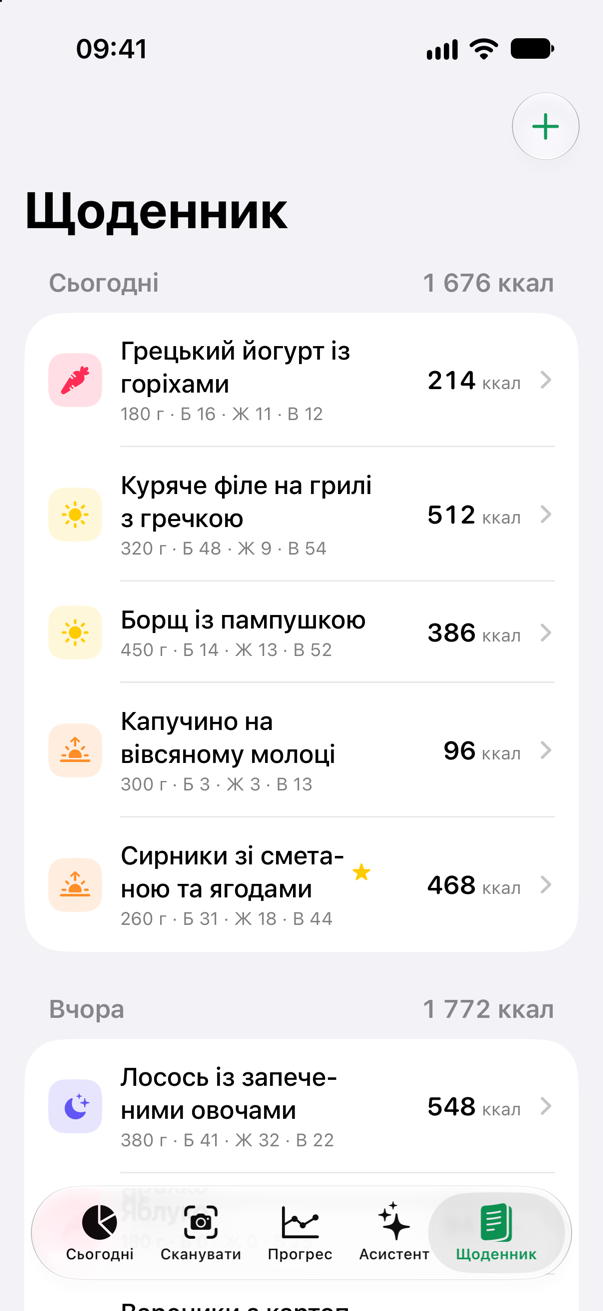 09:41
Щоденник
Сьогодні 1 676 ккал
Грецький йогурт із
горіхами
180 г · Б 16 · Ж 11 · В 12
214 ккал
Куряче філе на грилі
з гречкою
320 г · Б 48 · Ж 9 · В 54
512 ккал
Борщ із пампушкою
450 г · Б 14 · Ж 13 · В 52
386 ккал
Капучино на
вівсяному молоці
300 г · Б 3 · Ж 3 · В 13
96 ккал
Сирники зі смета-
ною та ягодами
260 г · Б 31 · Ж 18 · В 44
468 ккал
Вчора 1 772 ккал
Лосось із запече-
ними овочами
380 г · Б 41 · Ж 32 · В 22
548 ккал
Сьогодні Сканувати Прогрес Асистент Щоденник